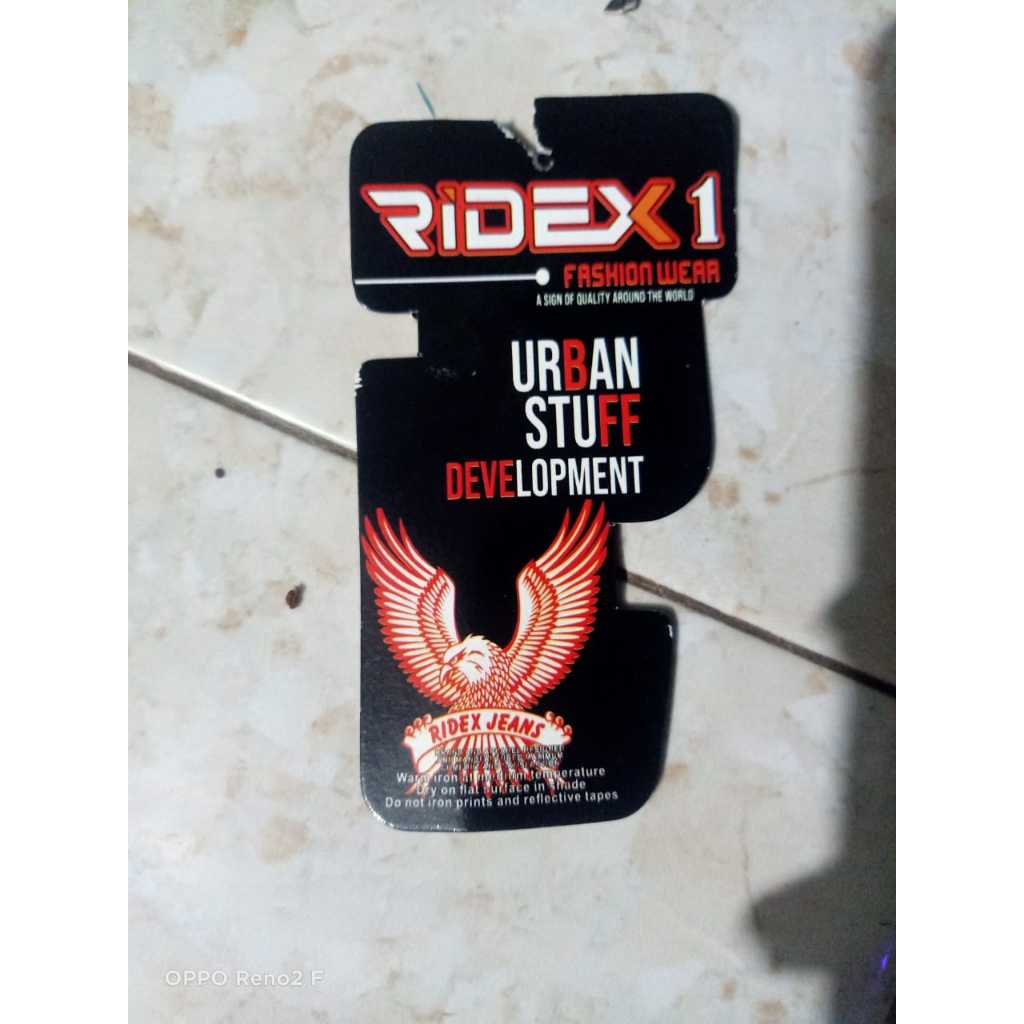 RiDEX 1
FASHION WEAR
A SIGN OF QUALITY AROUND THE WORLD
URBAN
STUFF
DEVELOPMENT
RIDEX JEANS
Warm iron at medium temperature
Dry on flat surface in shade
Do not iron prints and reflective tapes
OPPO Reno2 F